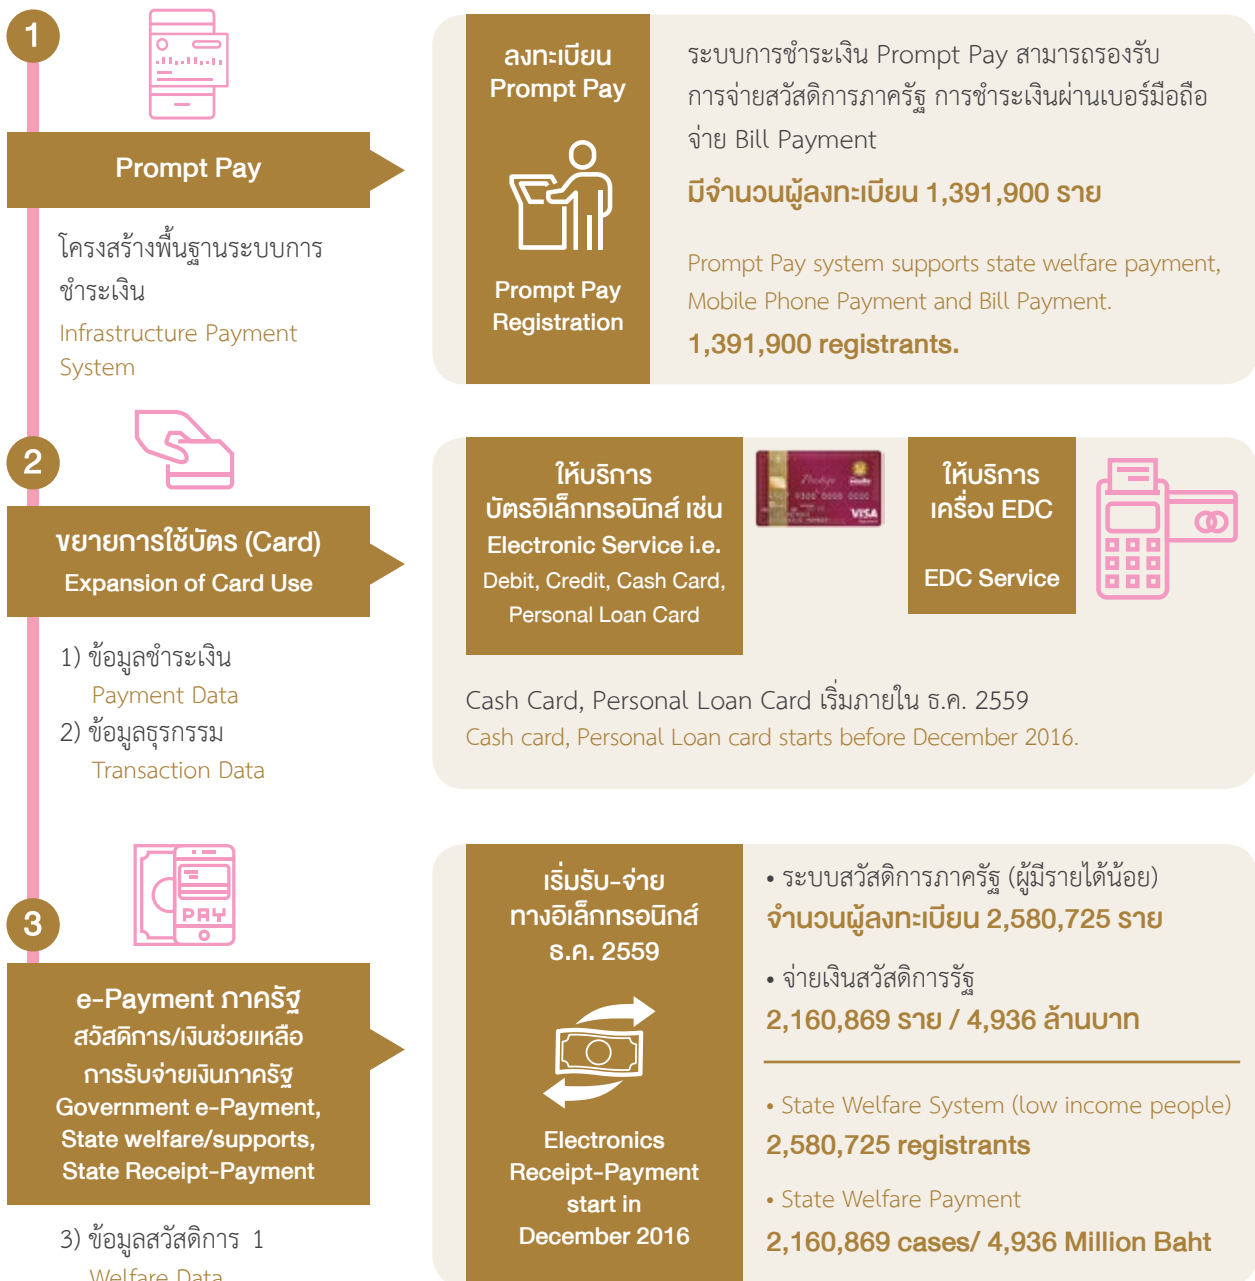 1
Prompt Pay
โครงสร้างพื้นฐานระบบการ
ชำระเงิน
Infrastructure Payment
System
ลงทะเบียน
Prompt Pay
Prompt Pay
Registration
ระบบการชำระเงิน Prompt Pay สามารถรองรับ
การจ่ายสวัสดิการภาครัฐ การชำระเงินผ่านเบอร์มือถือ
จ่าย Bill Payment
มีจำนวนผู้ลงทะเบียน 1,391,900 ราย
Prompt Pay system supports state welfare payment,
Mobile Phone Payment and Bill Payment.
1,391,900 registrants.
2
ขยายการใช้บัตร (Card)
Expansion of Card Use
1) ข้อมูลชำระเงิน
Payment Data
2) ข้อมูลธุรกรรม
Transaction Data
ให้บริการ
บัตรอิเล็กทรอนิกส์ เช่น
Electronic Service i.e.
Debit, Credit, Cash Card,
Personal Loan Card
VISA
ให้บริการ
เครื่อง EDC
EDC Service
Cash Card, Personal Loan Card เริ่มภายใน ธ.ค. 2559
Cash card, Personal Loan card starts before December 2016.
3
PAY
e-Payment ภาครัฐ
สวัสดิการ/เงินช่วยเหลือ
การรับจ่ายเงินภาครัฐ
Government e-Payment,
State welfare/supports,
State Receipt-Payment
3) ข้อมูลสวัสดิการ 1
Welfare Data
เริ่มรับ-จ่าย
ทางอิเล็กทรอนิกส์
ธ.ค. 2559
Electronics
Receipt-Payment
start in
December 2016
• ระบบสวัสดิการภาครัฐ (ผู้มีรายได้น้อย)
จำนวนผู้ลงทะเบียน 2,580,725 ราย
• จ่ายเงินสวัสดิการรัฐ
2,160,869 ราย / 4,936 ล้านบาท
• State Welfare System (low income people)
2,580,725 registrants
• State Welfare Payment
2,160,869 cases/ 4,936 Million Baht